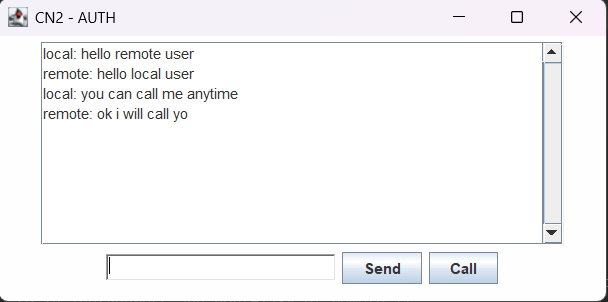 CN2 - AUTH
local: hello remote user
remote: hello local user
local: you can call me anytime
remote: ok i will call yo
Send Call